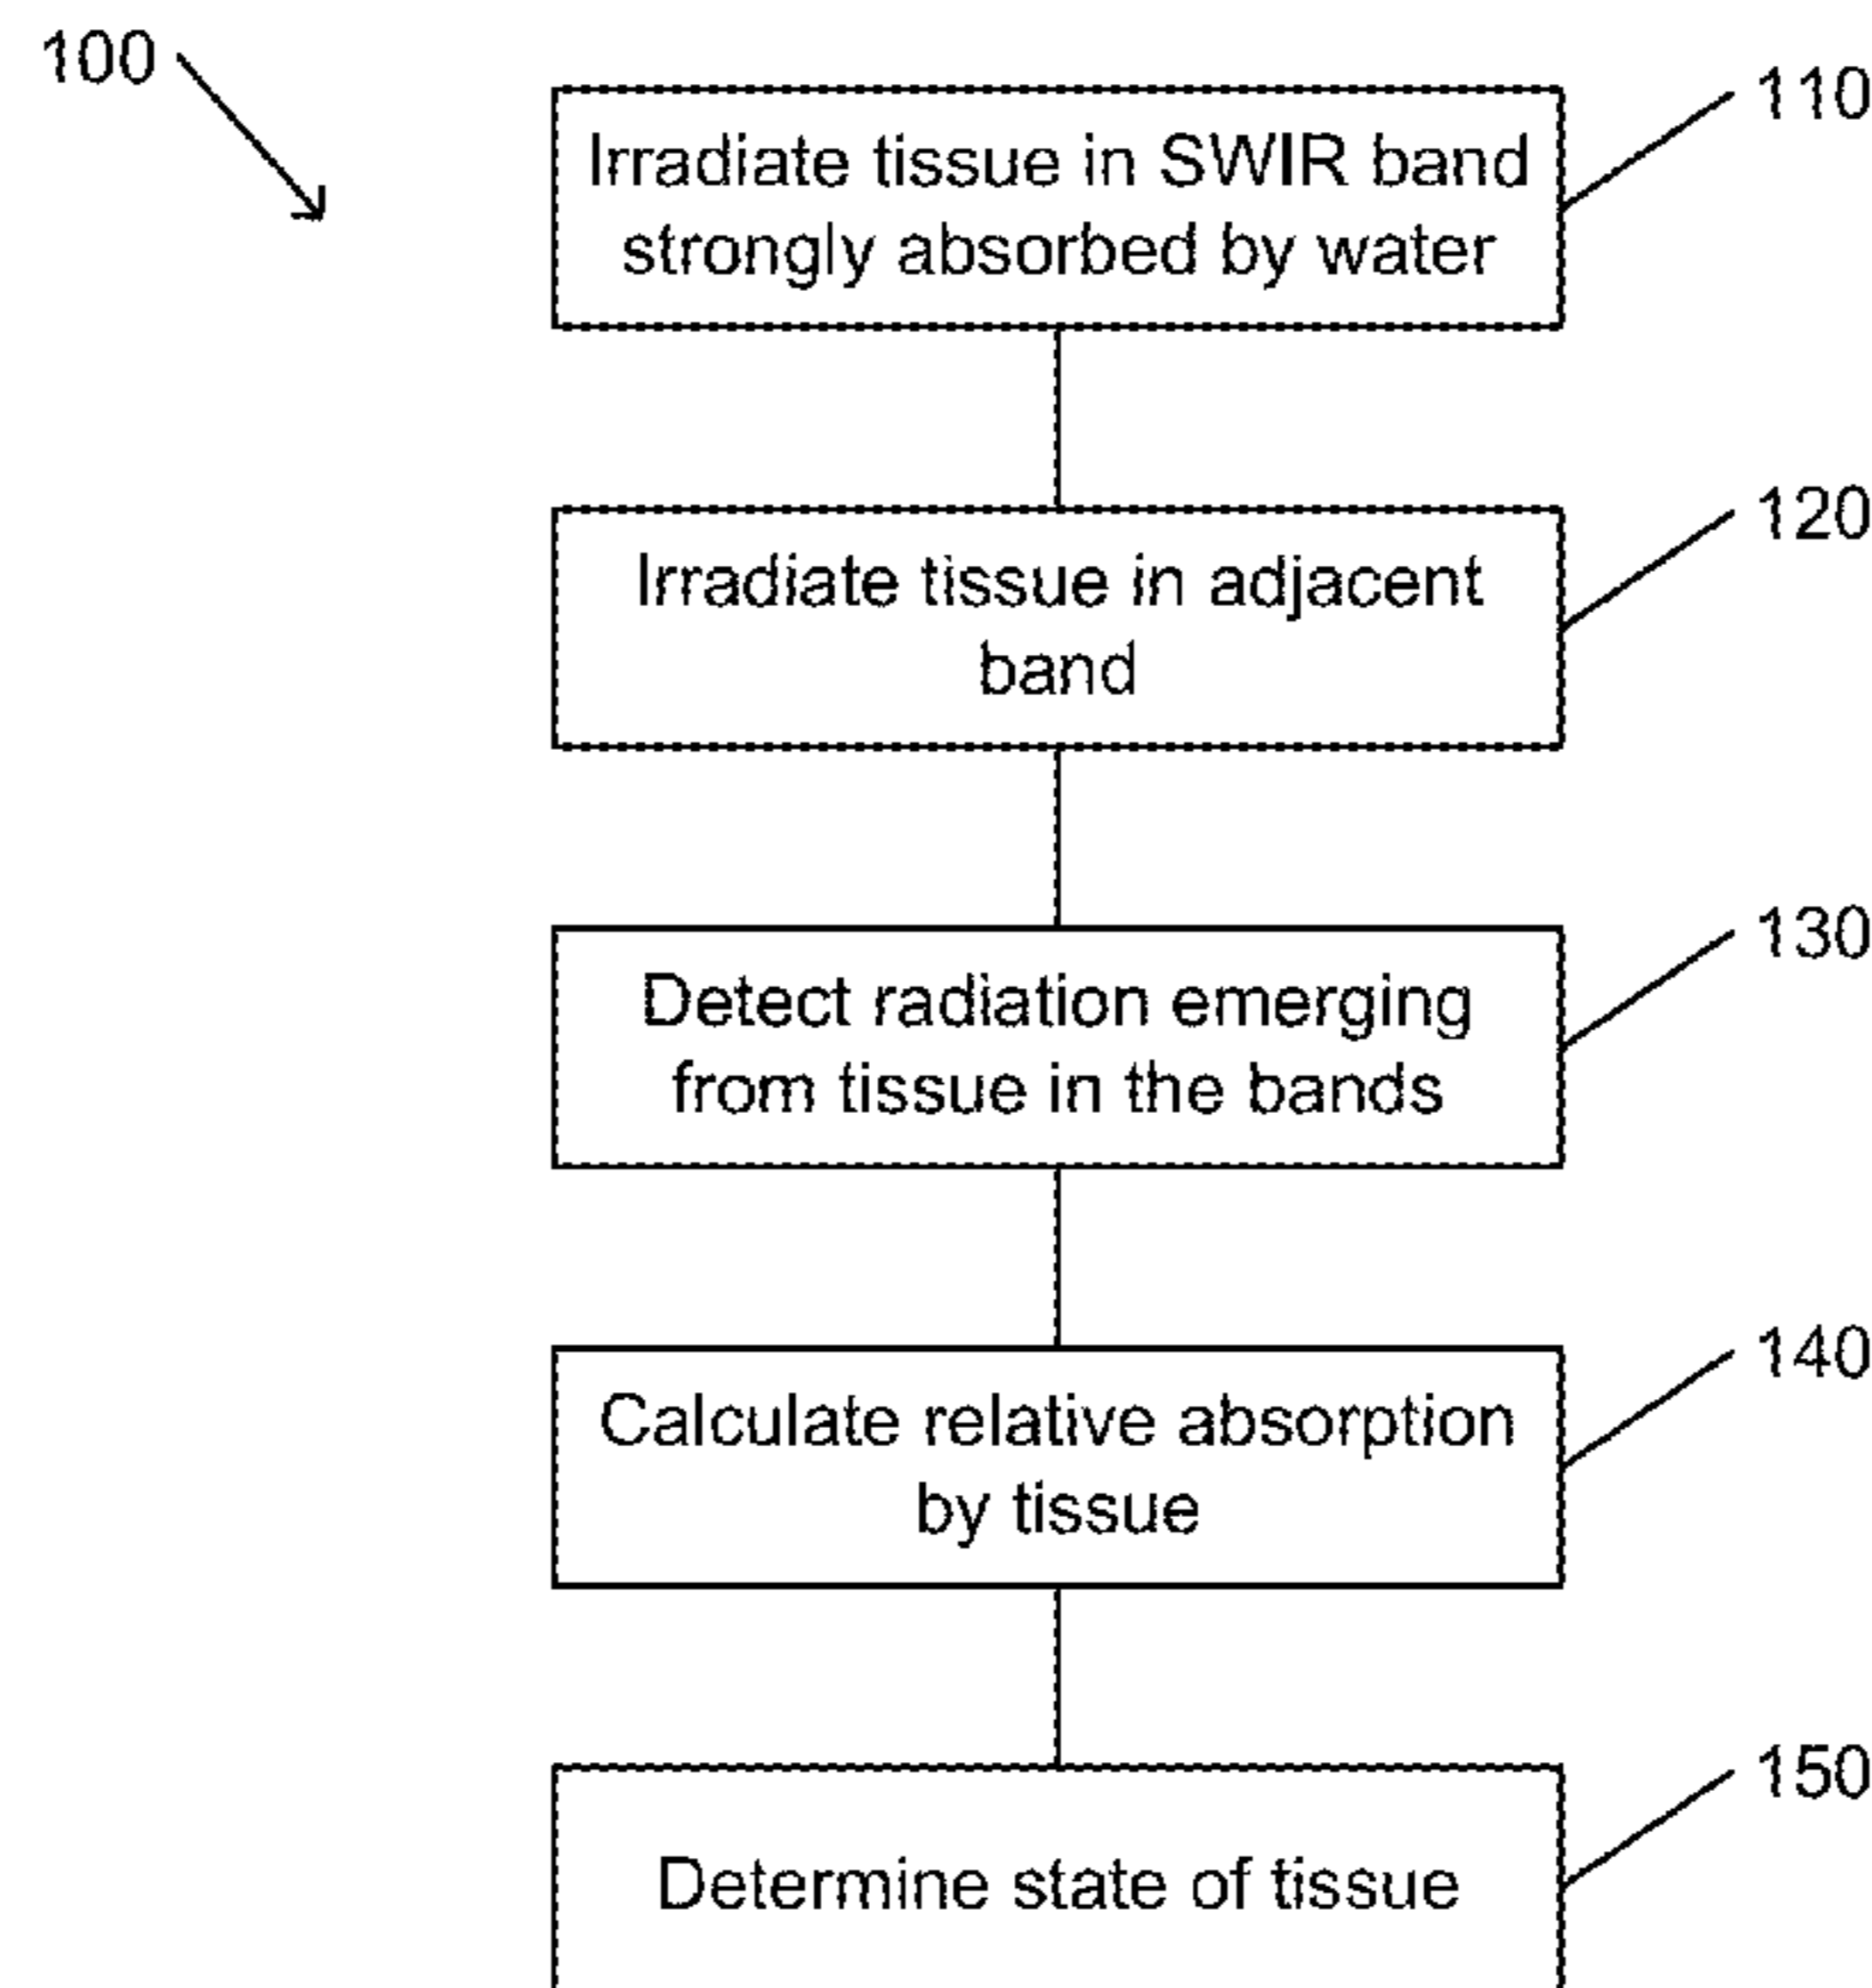 100
110
Irradiate tissue in SWIR band
strongly absorbed by water
120
Irradiate tissue in adjacent
band
130
Detect radiation emerging
from tissue in the bands
140
Calculate relative absorption
by tissue
150
Determine state of tissue